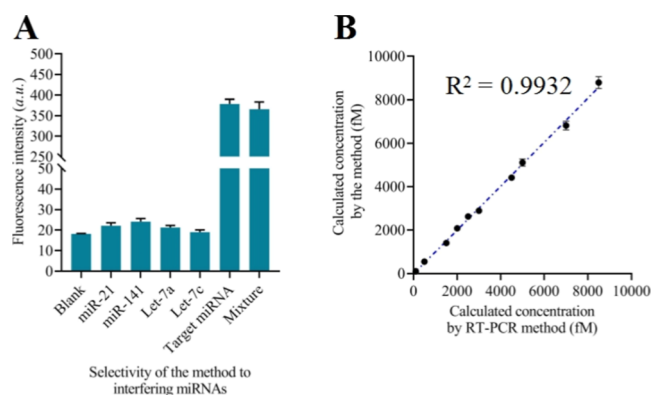 A
Fluorescence intensity (a.u.)
500
450
400
350
300
250
50
40
30
20
10
0
Blank
miR-21
miR-141
Let-7a
Let-7c
Target miRNA
Mixture
Selectivity of the method to
interfering miRNAs
B
R² = 0.9932
Calculated concentration
by the method (fM)
10000
8000
6000
4000
2000
0
0
2000
4000
6000
8000
10000
Calculated concentration
by RT-PCR method (fM)